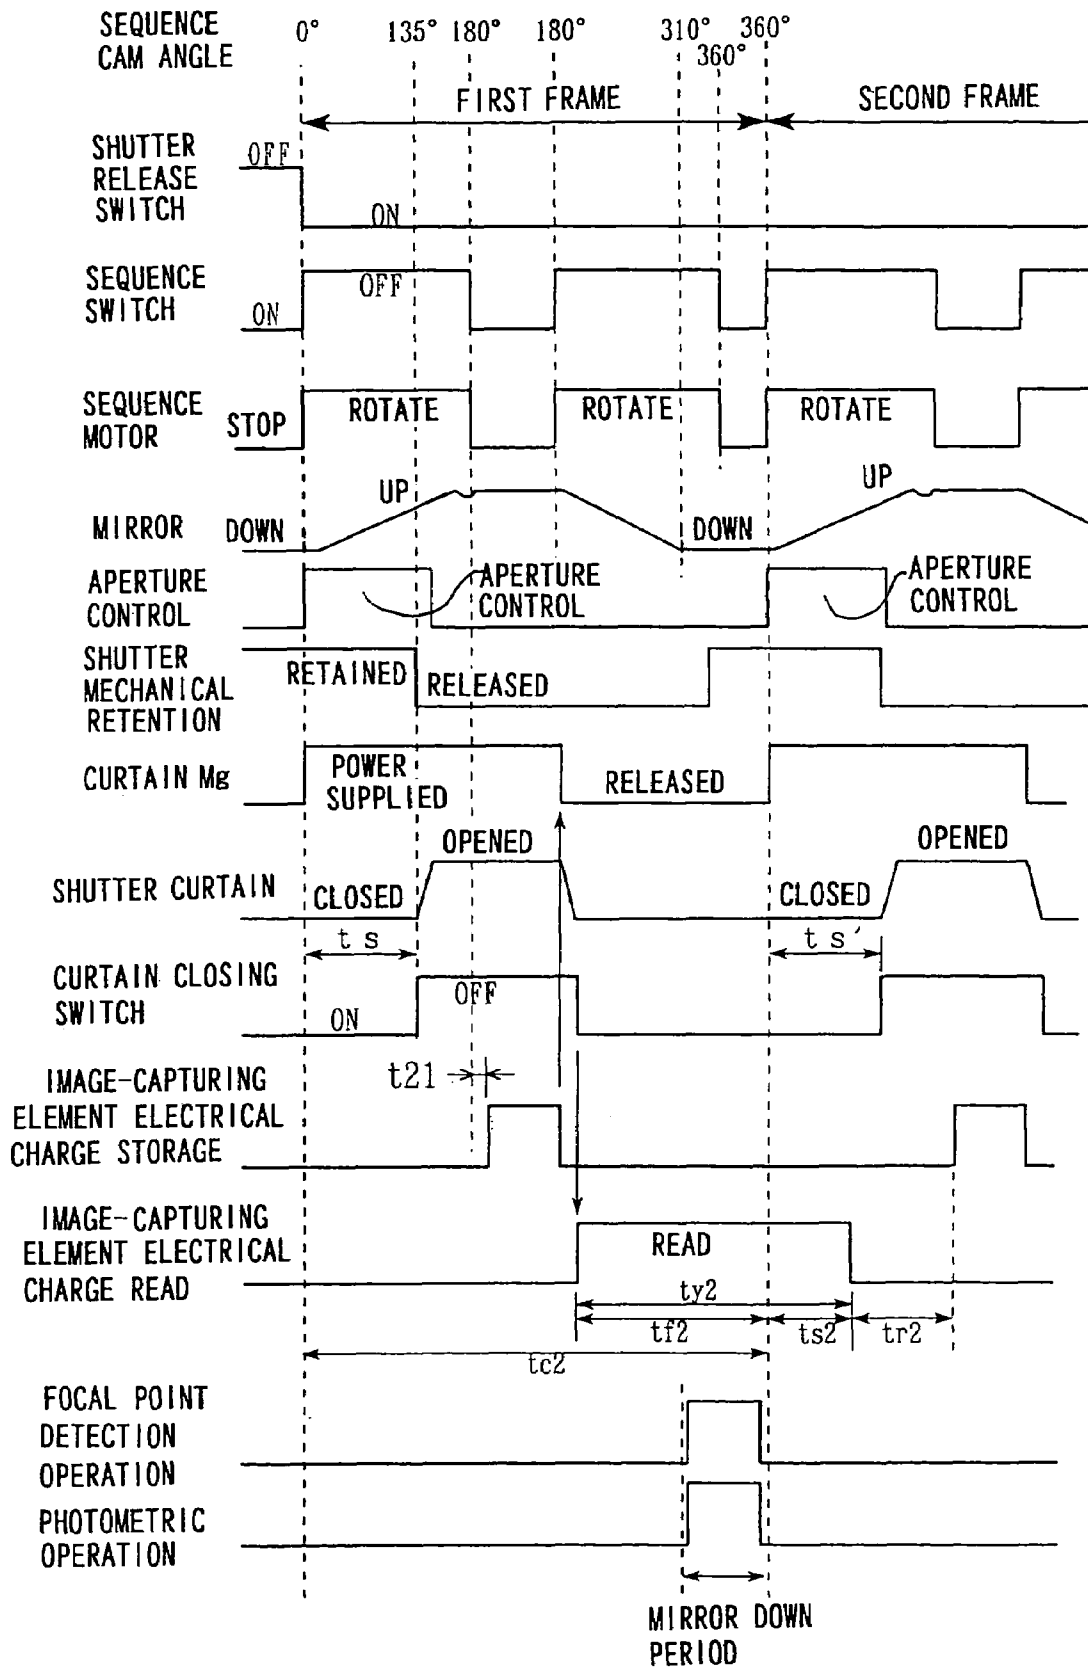 SEQUENCE
CAM ANGLE
0° 135° 180° 180° 310° 360° 360°
FIRST FRAME SECOND FRAME
SHUTTER
RELEASE
SWITCH
OFF
ON
SEQUENCE
SWITCH
OFF
ON
SEQUENCE
MOTOR
STOP
ROTATE ROTATE ROTATE
MIRROR
DOWN UP DOWN UP
APERTURE
CONTROL
APERTURE
CONTROL
APERTURE
CONTROL
SHUTTER
MECHANICAL
RETENTION
RETAINED RELEASED
CURTAIN Mg
POWER
SUPPLIED
RELEASED
SHUTTER CURTAIN
CLOSED OPENED CLOSED OPENED
ts ts'
CURTAIN CLOSING
SWITCH
OFF
ON
t21
IMAGE-CAPTURING
ELEMENT ELECTRICAL
CHARGE STORAGE
IMAGE-CAPTURING
ELEMENT ELECTRICAL
CHARGE READ
READ
ty2
tf2 ts2 tr2
tc2
FOCAL POINT
DETECTION
OPERATION
PHOTOMETRIC
OPERATION
MIRROR DOWN
PERIOD